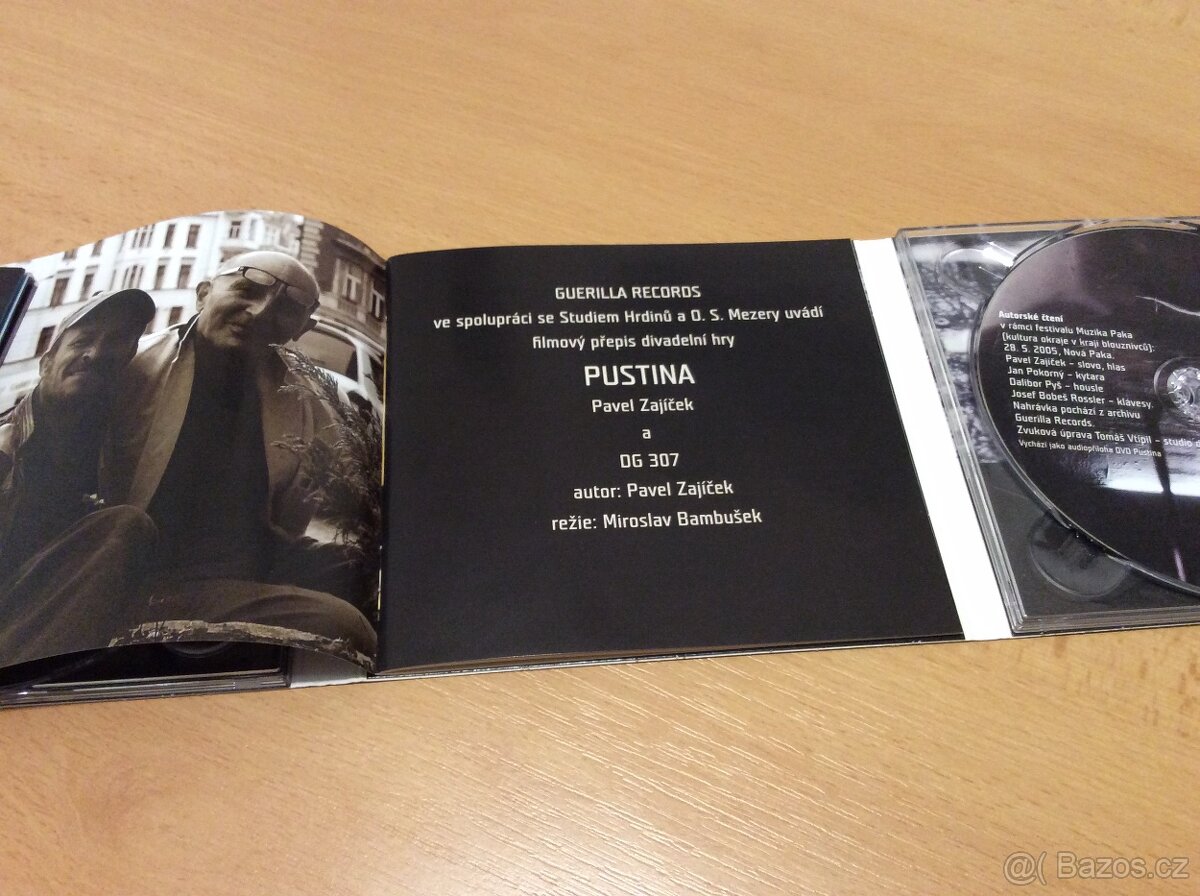 GUERILLA RECORDS
ve spolupráci se Studiem Hrdinů a O. S. Mezery uvádí
filmový přepis divadelní hry
PUSTINA
Pavel Zajíček
a
DG 307
autor: Pavel Zajíček
režie: Miroslav Bambušek
Autorské čtení
v rámci festivalu Muzika Paka
[kultura okraje v kraji blouznivců]:
28. 5. 2005, Nová Paka.
Pavel Zajíček – slovo, hlas
Jan Pokorný – kytara
Dalibor Pyš – housle
Josef Bobeš Rossler – klávesy.
Nahrávka pochází z archivu
Guerilla Records.
Zvuková úprava Tomáš Vtípil – studio
Vychází jako audiopříloha DVD Pustina
@( Bazos.cz